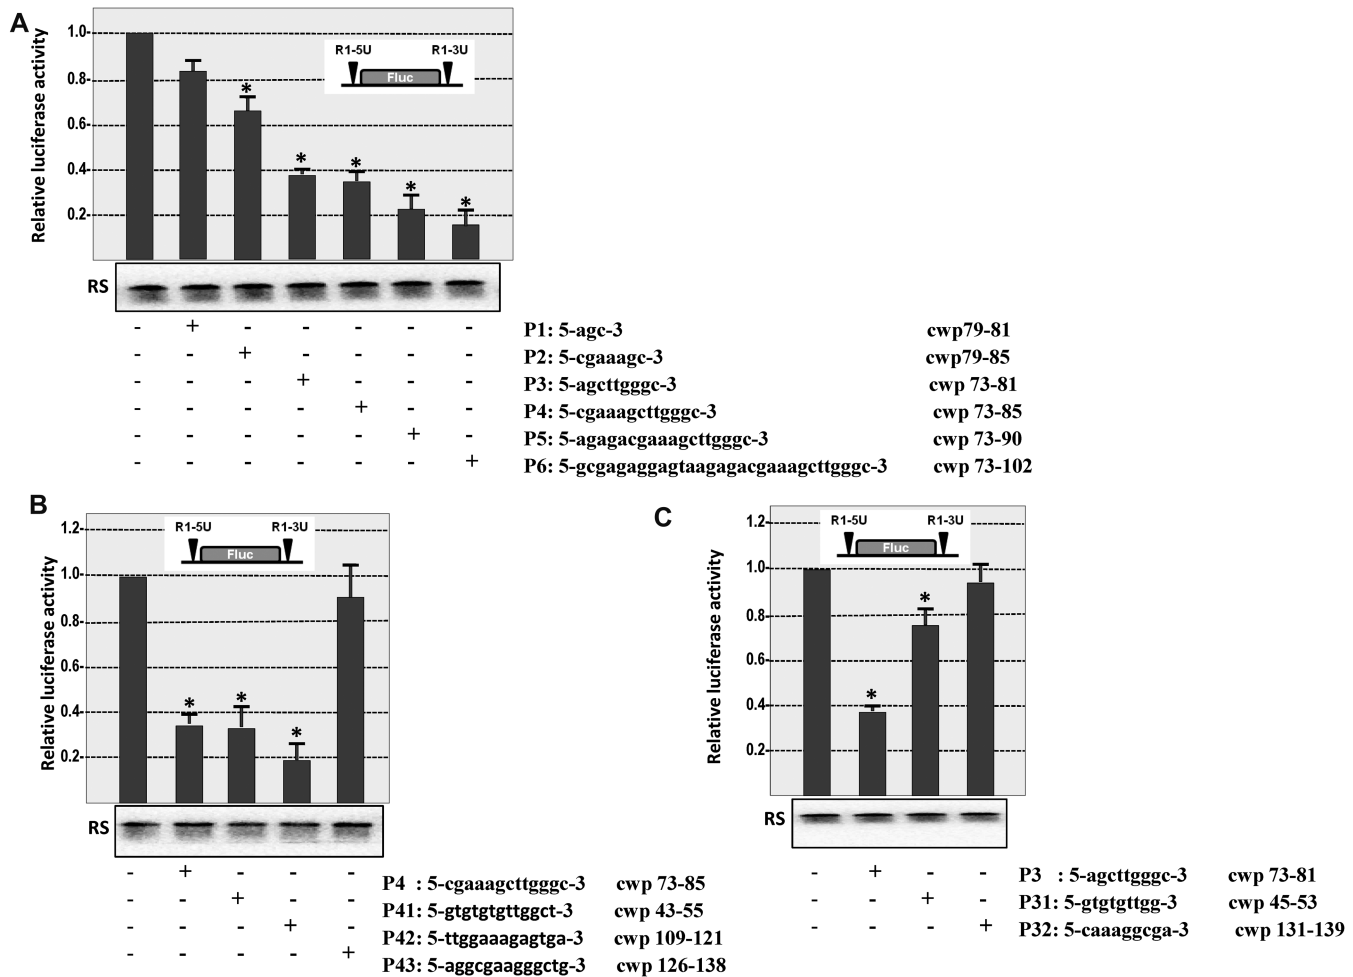 A
Relative luciferase activity
1.0
0.8
0.6
0.4
0.2
R1-5U R1-3U
Fluc
* * * * *
RS
- + - - - - - P1: 5-agc-3 cwp79-81
- - + - - - - P2: 5-cgaaagc-3 cwp79-85
- - - + - - - P3: 5-agcttgggc-3 cwp 73-81
- - - - + - - P4: 5-cgaaagcttgggc-3 cwp 73-85
- - - - - + - P5: 5-agagacgaaagcttgggc-3 cwp 73-90
- - - - - - + P6: 5-gcgagaggagtaagagacgaaagcttgggc-3 cwp 73-102
B
Relative luciferase activity
1.2
1.0
0.8
0.6
0.4
0.2
R1-5U R1-3U
Fluc
* * *
RS
- + - - - P4 : 5-cgaaagcttgggc-3 cwp 73-85
- - + - - P41: 5-gtgtgtgttggct-3 cwp 43-55
- - - + - P42: 5-ttggaaagagtga-3 cwp 109-121
- - - - + P43: 5-aggcgaagggctg-3 cwp 126-138
C
Relative luciferase activity
1.2
1.0
0.8
0.6
0.4
0.2
R1-5U R1-3U
Fluc
* *
RS
- + - - P3 : 5-agcttgggc-3 cwp 73-81
- - + - P31: 5-gtgtgttgg-3 cwp 45-53
- - - + P32: 5-caaaggcga-3 cwp 131-139